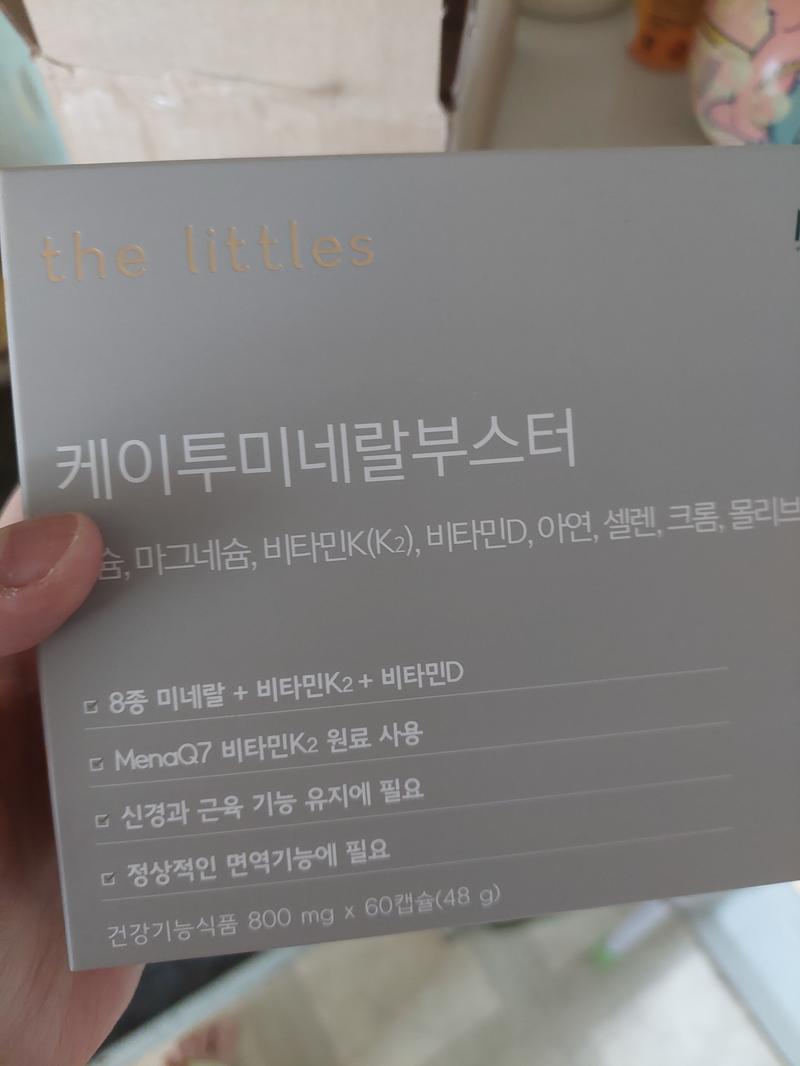 the littles
케이투미네랄부스터
슘, 마그네슘, 비타민K(K2), 비타민D, 아연, 셀렌, 크롬, 몰리브
8종 미네랄 + 비타민K2 + 비타민D
MenaQ7 비타민K2 원료 사용
신경과 근육 기능 유지에 필요
정상적인 면역기능에 필요
건강기능식품 800 mg x 60캡슐(48 g)